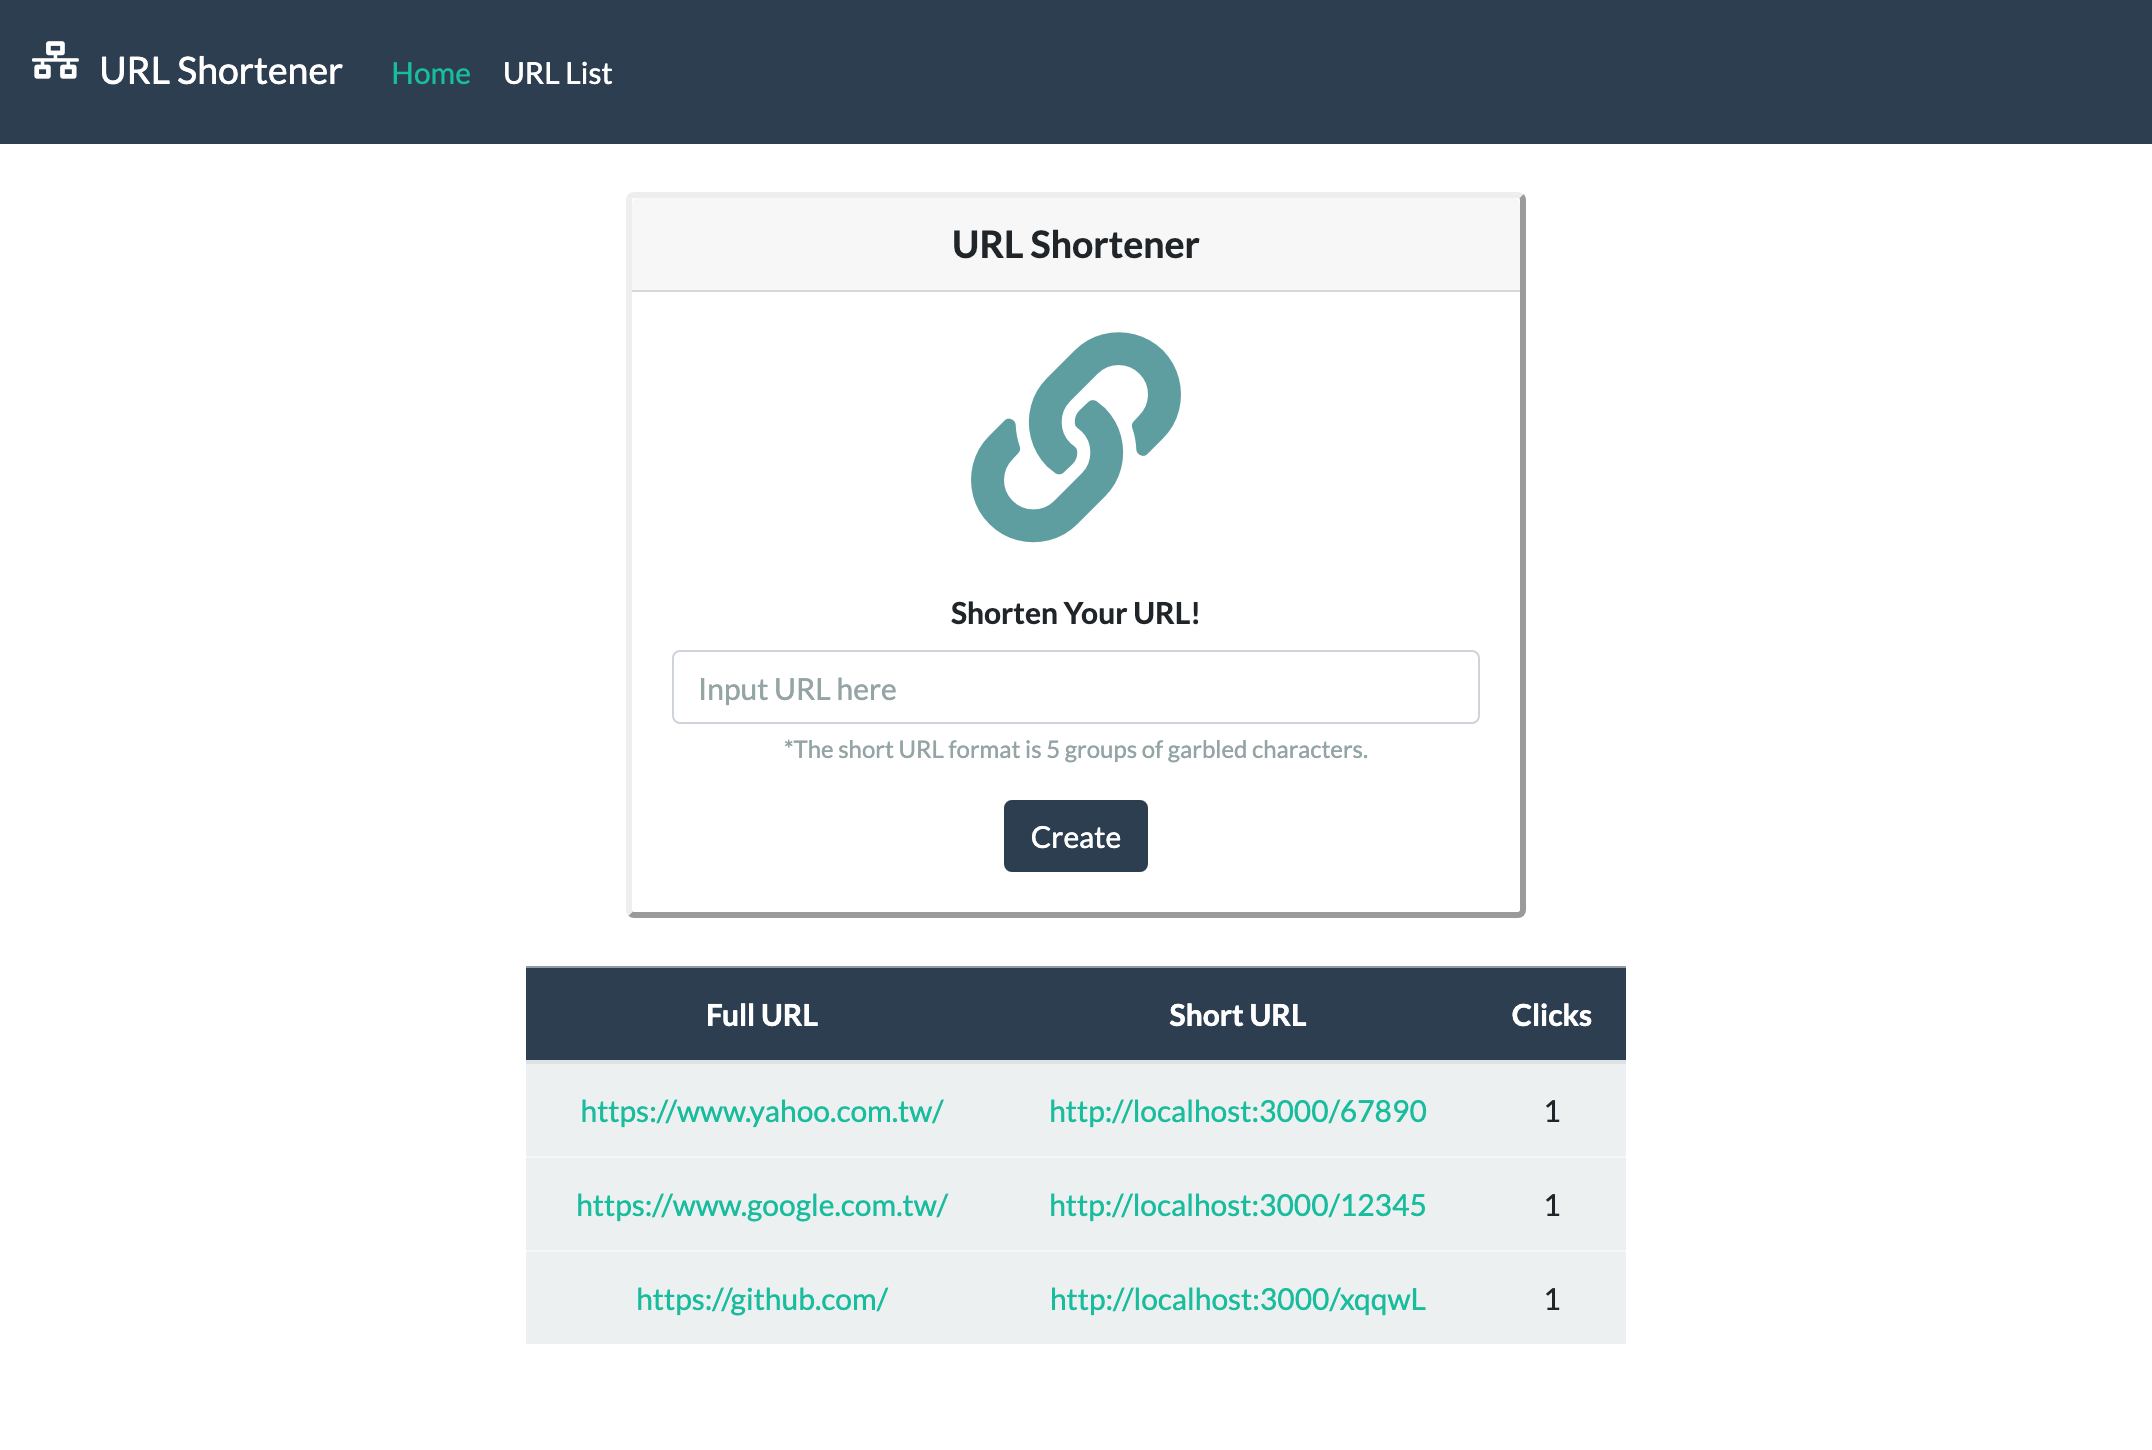 URL Shortener Home URL List
URL Shortener
Shorten Your URL!
Input URL here
*The short URL format is 5 groups of garbled characters.
Create
Full URL Short URL Clicks
https://www.yahoo.com.tw/ http://localhost:3000/67890 1
https://www.google.com.tw/ http://localhost:3000/12345 1
https://github.com/ http://localhost:3000/xqqwL 1